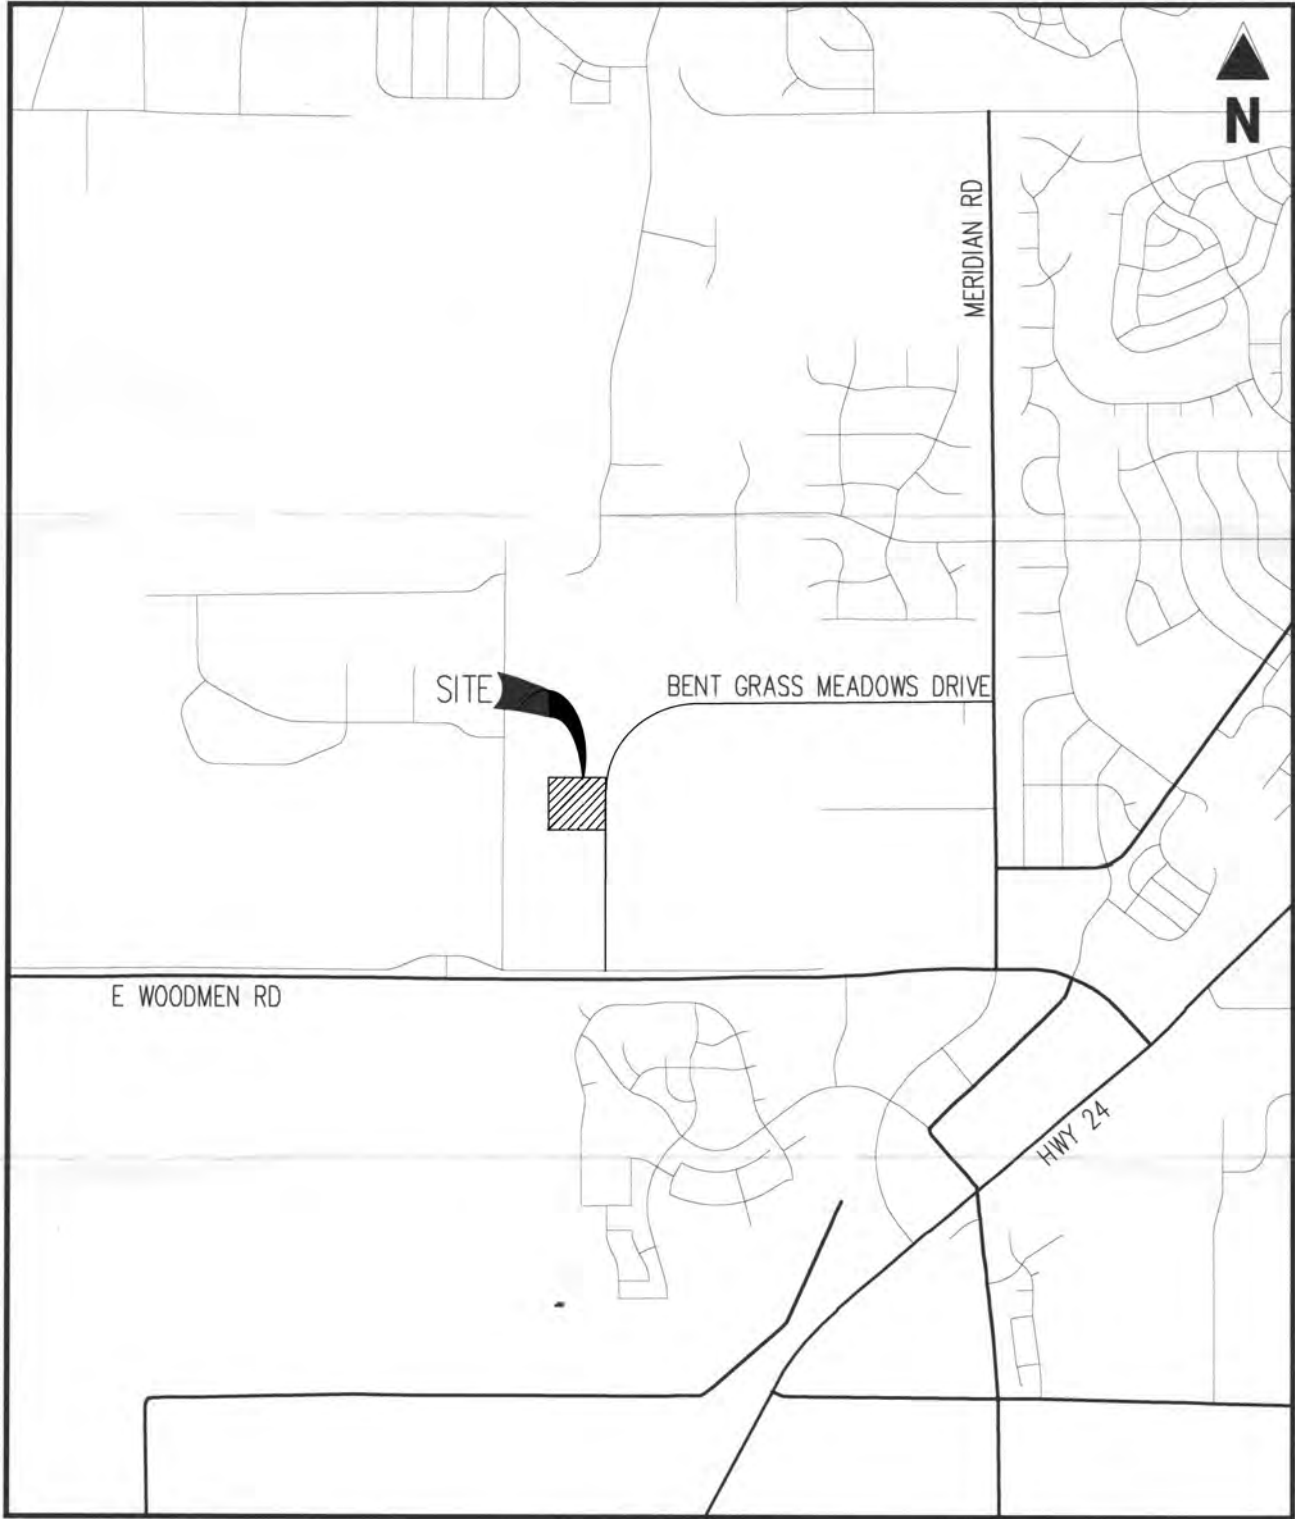 N
MERIDIAN RD
SITE
BENT GRASS MEADOWS DRIVE
E WOODMEN RD
HWY 24